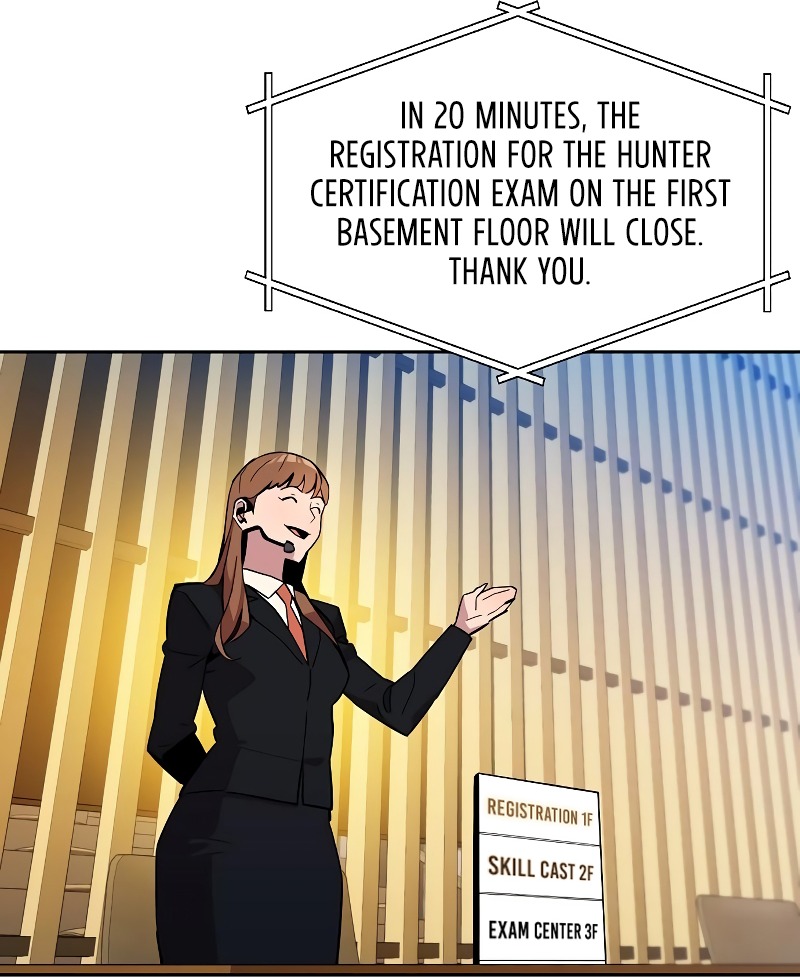 IN 20 MINUTES, THE
REGISTRATION FOR THE HUNTER
CERTIFICATION EXAM ON THE FIRST
BASEMENT FLOOR WILL CLOSE.
THANK YOU.
REGISTRATION 1F
SKILL CAST 2F
EXAM CENTER 3F